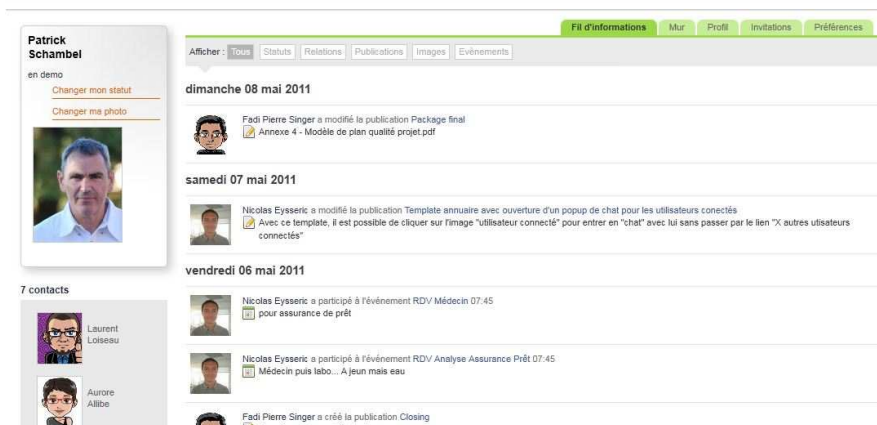 Fil d'informations
Mur
Profil
Invitations
Préférences
Patrick
Schambel
en demo
Changer mon statut
Changer ma photo
Afficher :
Tous
Statuts
Relations
Publications
Images
Evénements
dimanche 08 mai 2011
Fadi Pierre Singer a modifié la publication Package final
Annexe 4 - Modèle de plan qualité projet.pdf
samedi 07 mai 2011
Nicolas Eysseric a modifié la publication Template annuaire avec ouverture d'un popup de chat pour les utilisateurs conectés
Avec ce template, il est possible de cliquer sur l'image "utilisateur connecté" pour entrer en "chat" avec lui sans passer par le lien "X autres utisateurs
connectés"
vendredi 06 mai 2011
Nicolas Eysseric a participé à l'événement RDV Médecin 07:45
pour assurance de prêt
Nicolas Eysseric a participé à l'événement RDV Analyse Assurance Prêt 07:45
Médecin puis labo... A jeun mais eau
Fadi Pierre Singer a créé la publication Closing
7 contacts
Laurent
Loiseau
Aurore
Allibe